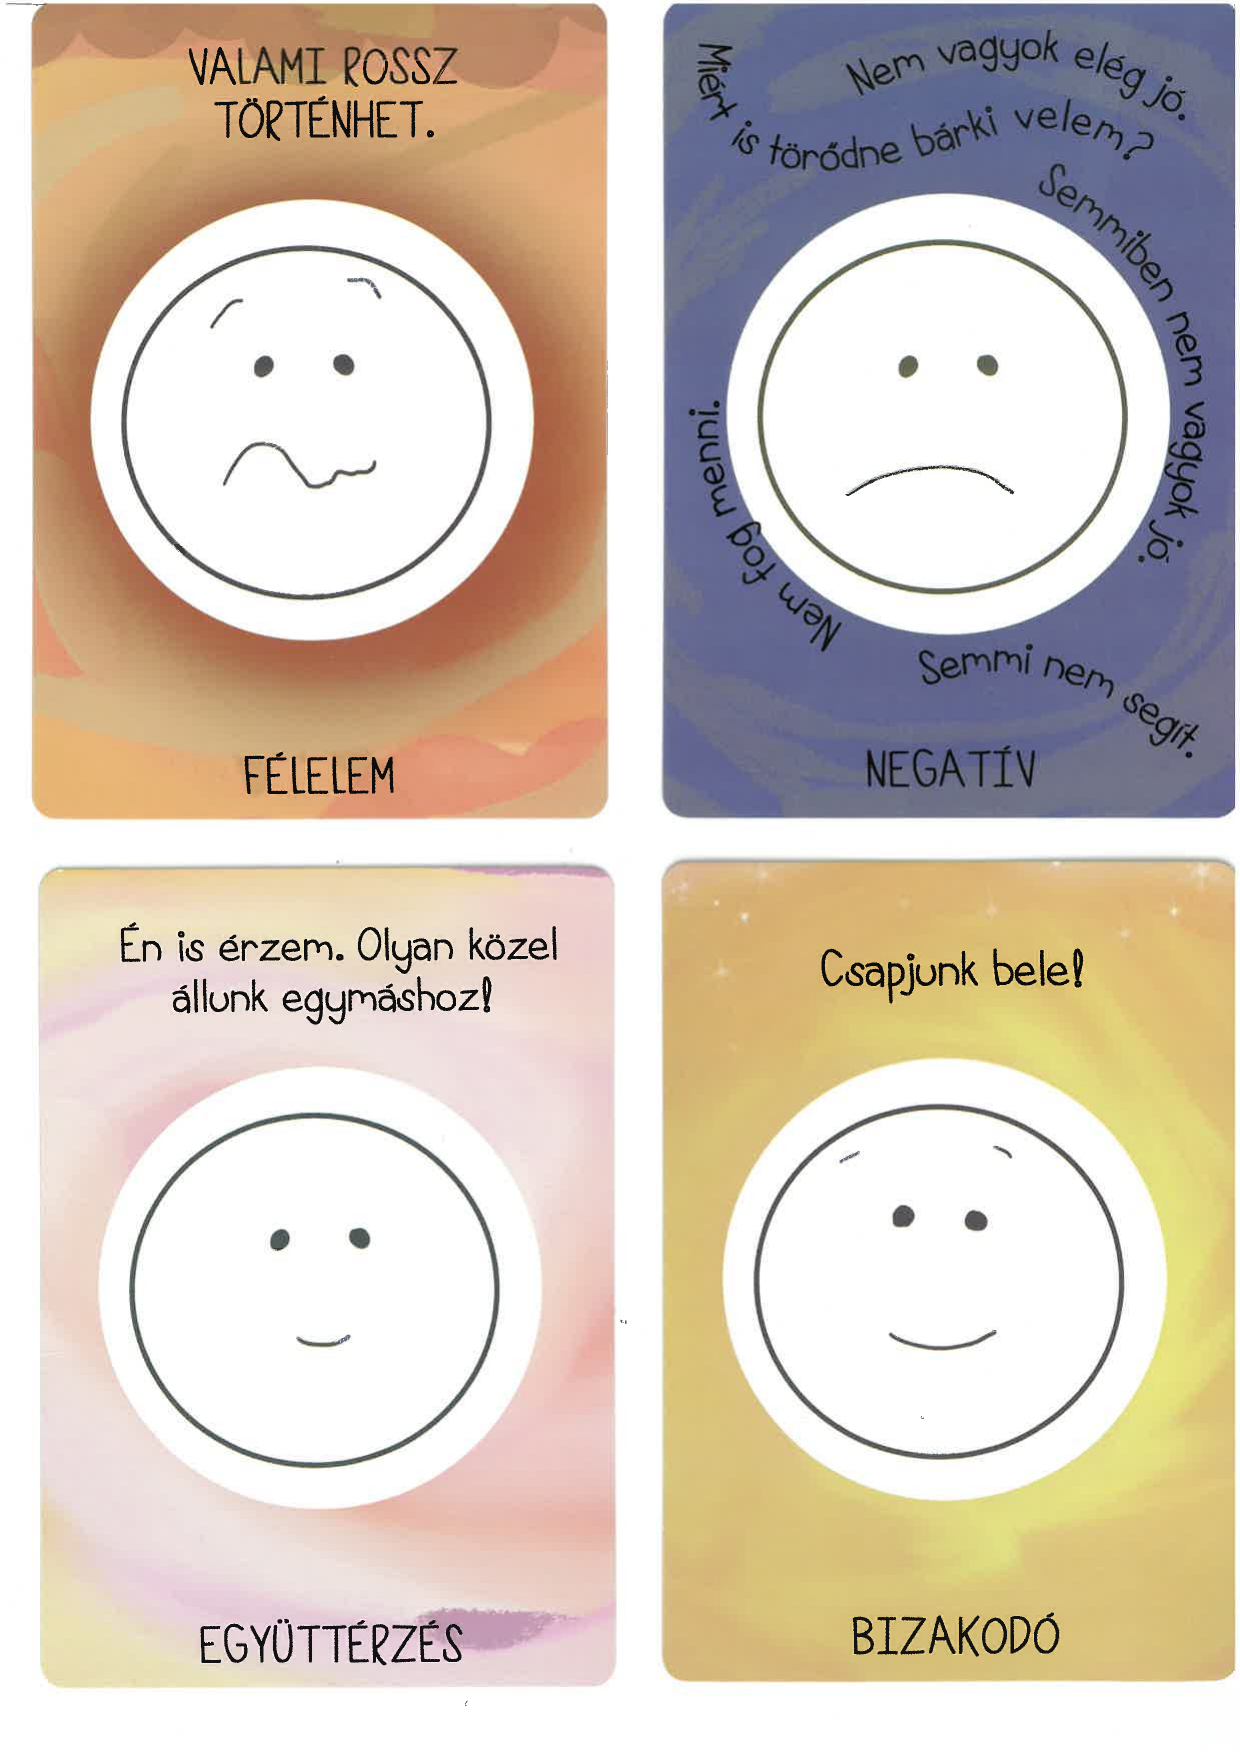 VALAMI ROSSZ
TÖRTÉNHET.
FÉLELEM
Nem vagyok elég jó.
Miért is törődne bárki velem?
Semmiben nem vagyok jó.
Nem fog menni.
Semmi nem segít.
NEGATÍV
Én is érzem. Olyan közel
állunk egymáshoz!
EGYÜTTÉRZÉS
Csapjunk bele!
BIZAKODÓ